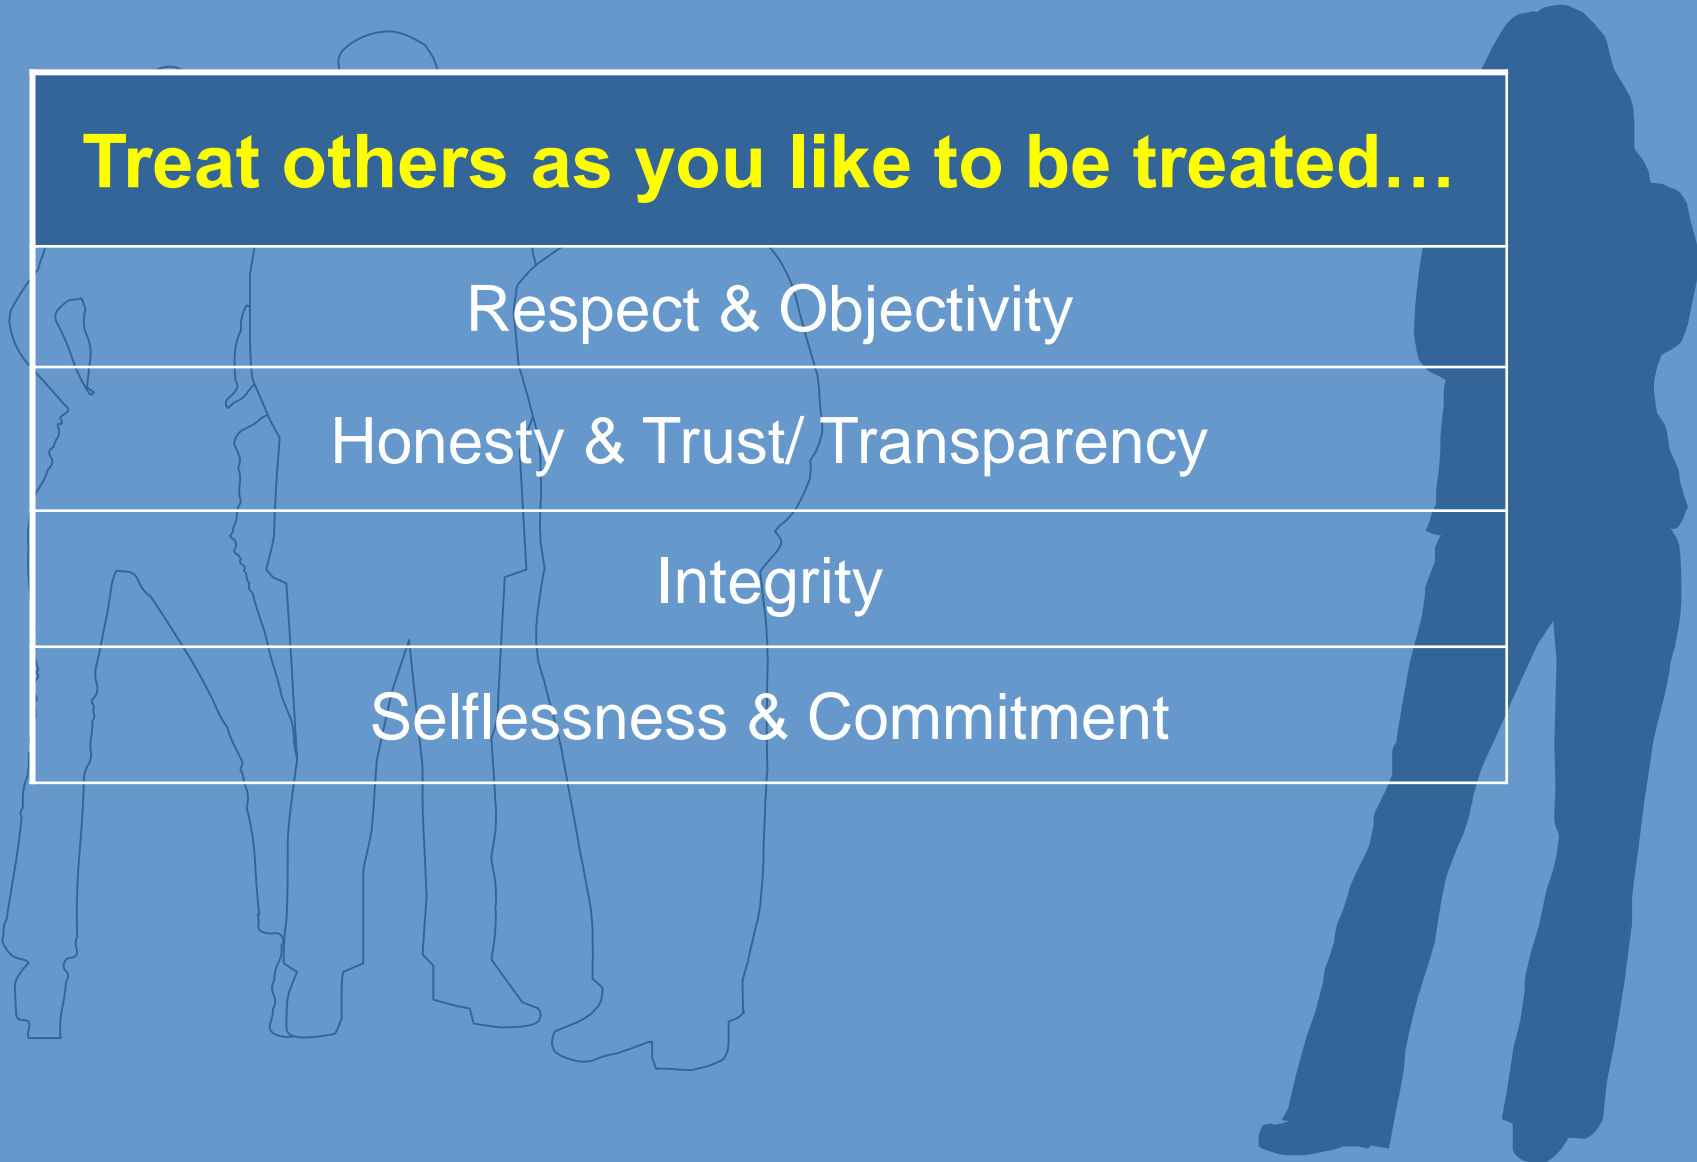 Treat others as you like to be treated…
Respect & Objectivity
Honesty & Trust/ Transparency
Integrity
Selflessness & Commitment